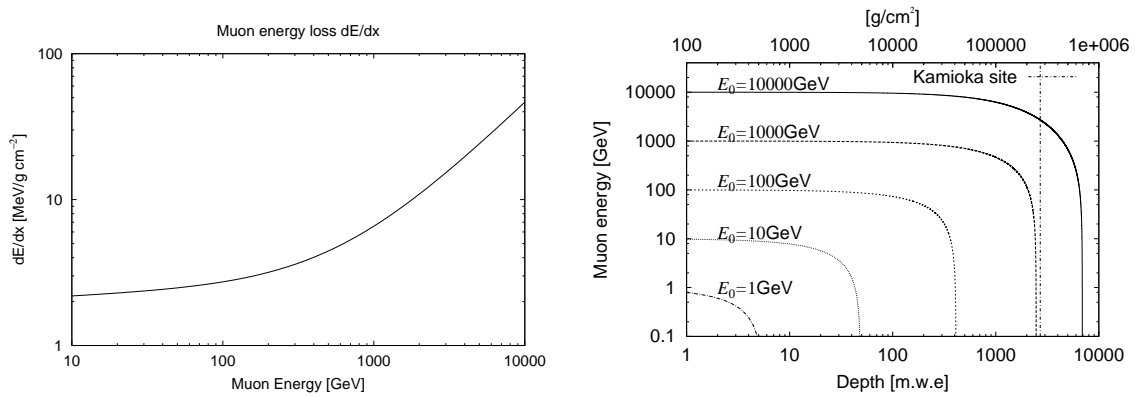 Muon energy loss dE/dx
dE/dx [MeV/g cm⁻²]
100
10
1
10 100 1000 10000
Muon Energy [GeV]
[g/cm²]
100 1000 10000 100000 1e+006
Muon energy [GeV]
10000
1000
100
10
1
0.1
Kamioka site
E₀=10000GeV
E₀=1000GeV
E₀=100GeV
E₀=10GeV
E₀=1GeV
1 10 100 1000 10000
Depth [m.w.e]